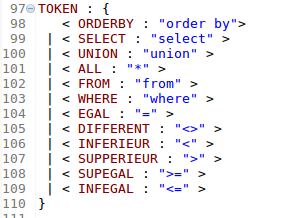 97 TOKEN : {
98 < ORDERBY : "order by">
99 | < SELECT : "select" >
100 | < UNION : "union" >
101 | < ALL : "*" >
102 | < FROM : "from" >
103 | < WHERE : "where" >
104 | < EGAL : "=" >
105 | < DIFFERENT : "<>" >
106 | < INFERIEUR : "<" >
107 | < SUPPERIEUR : ">" >
108 | < SUPEGAL : ">=" >
109 | < INFEGAL : "<=" >
110 }